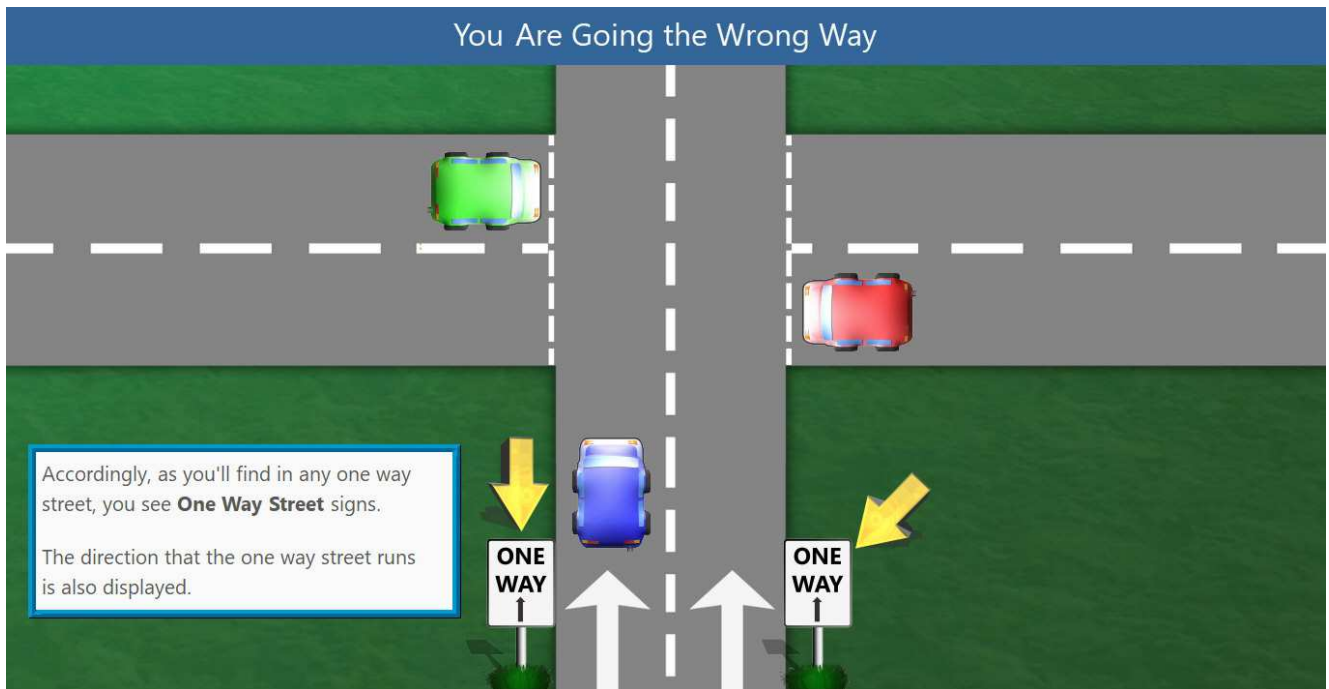 You Are Going the Wrong Way
Accordingly, as you'll find in any one way
street, you see One Way Street signs.
The direction that the one way street runs
is also displayed.
ONE
WAY
ONE
WAY